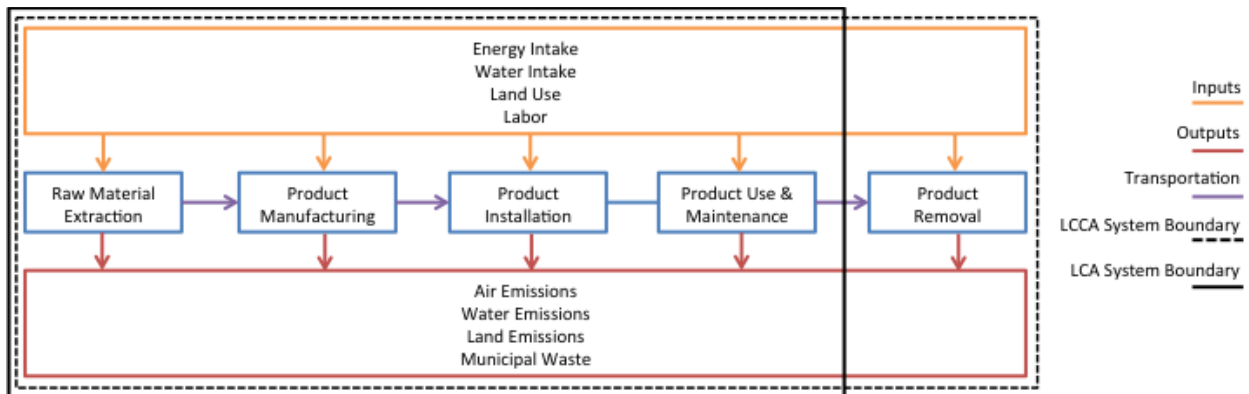 Energy Intake
Water Intake
Land Use
Labor
Raw Material
Extraction
Product
Manufacturing
Product
Installation
Product Use &
Maintenance
Product
Removal
Air Emissions
Water Emissions
Land Emissions
Municipal Waste
Inputs
Outputs
Transportation
LCCA System Boundary
LCA System Boundary